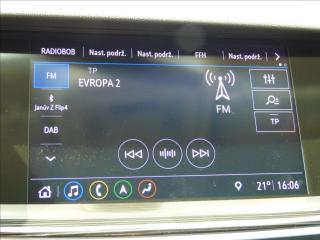 RADIOBOB Nast. podrž. Nast. podrž. FFH Nast. podrž.
FM
TP
EVROPA 2
FM
Janův Z Flip4
TP
DAB
21° 16:06